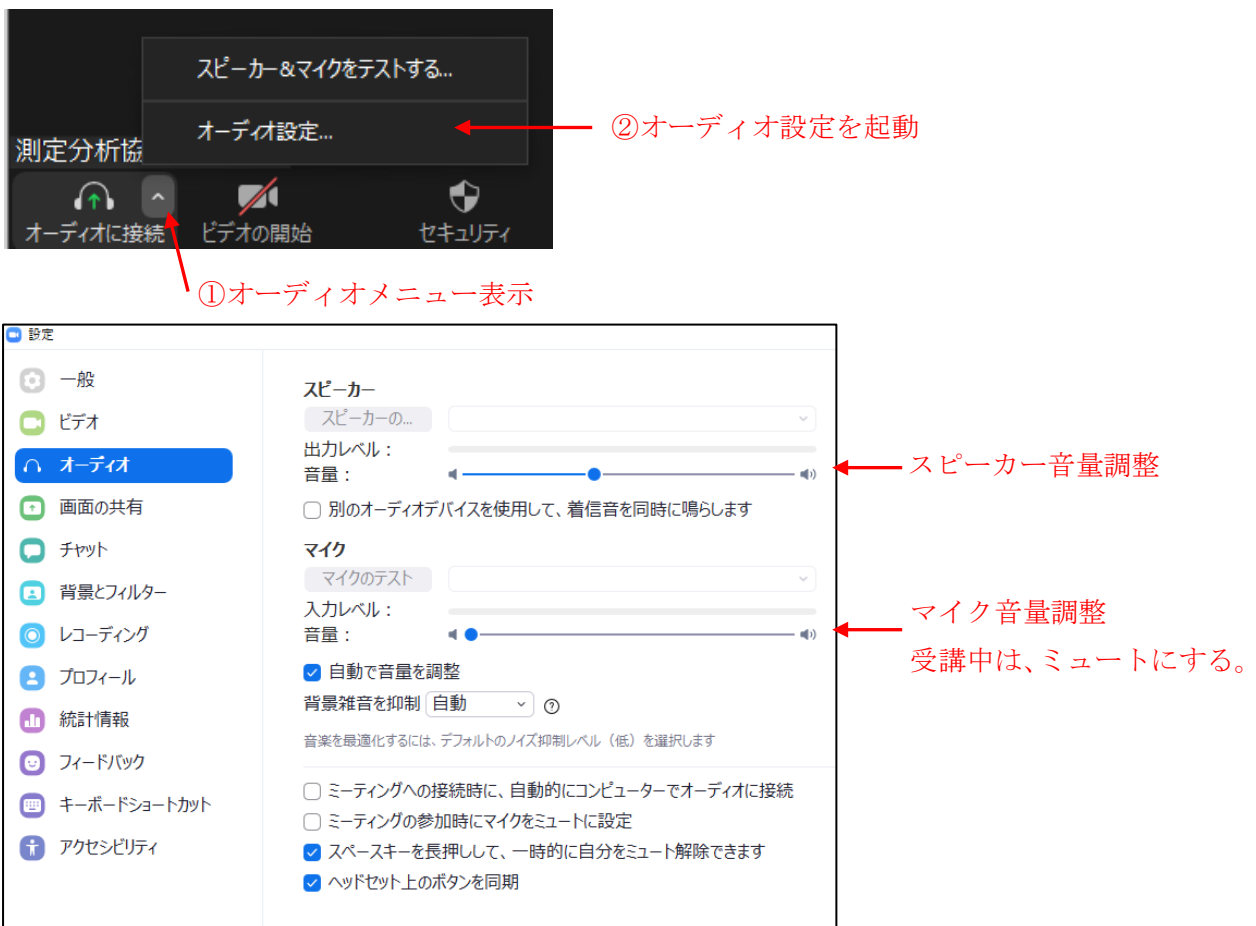 スピーカー&マイクをテストする...
オーディオ設定...
②オーディオ設定を起動
測定分析協
オーディオに接続
ビデオの開始
セキュリティ
①オーディオメニュー表示
設定
一般
ビデオ
オーディオ
画面の共有
チャット
背景とフィルター
レコーディング
プロフィール
統計情報
フィードバック
キーボードショートカット
アクセシビリティ
スピーカー
スピーカーの...
出力レベル：
音量：
スピーカー音量調整
別のオーディオデバイスを使用して、着信音を同時に鳴らします
マイク
マイクのテスト
入力レベル：
音量：
マイク音量調整
受講中は、ミュートにする。
自動で音量を調整
背景雑音を抑制 自動
音楽を最適化するには、デフォルトのノイズ抑制レベル（低）を選択します
ミーティングへの接続時に、自動的にコンピューターでオーディオに接続
ミーティングの参加時にマイクをミュートに設定
スペースキーを長押しして、一時的に自分をミュート解除できます
ヘッドセット上のボタンを同期